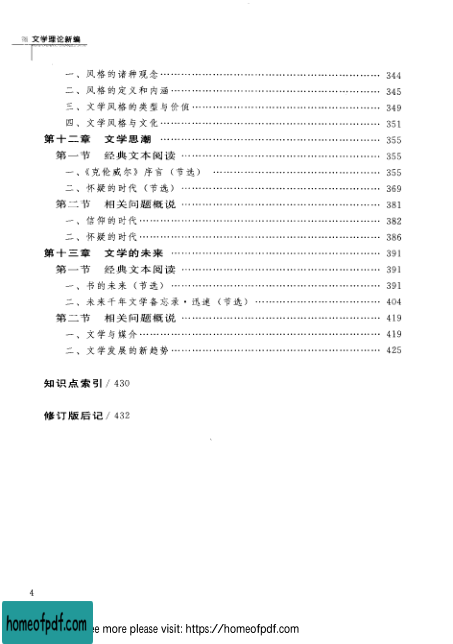 文学理论新编
一、风格的诸种观念 …… 344
二、风格的定义和内涵 …… 345
三、文学风格的类型与价值 …… 349
四、文学风格与文化 …… 351
第十二章 文学思潮 …… 355
第一节 经典文本阅读 …… 355
一、《克伦威尔》序言（节选） …… 355
二、怀疑的时代（节选） …… 369
第二节 相关问题概说 …… 381
一、信仰的时代 …… 382
二、怀疑的时代 …… 386
第十三章 文学的未来 …… 391
第一节 经典文本阅读 …… 391
一、书的未来（节选） …… 391
二、未来千年文学备忘录·迅速（节选） …… 404
第二节 相关问题概说 …… 419
一、文学与媒介 …… 419
二、文学发展的新趋势 …… 425
知识点索引 / 430
修订版后记 / 432
4
homeofpdf.com
ee more please visit: https://homeofpdf.com